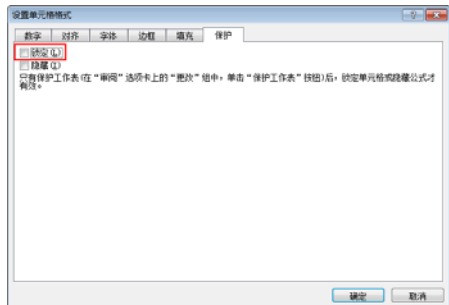 设置单元格格式
数字 对齐 字体 边框 填充 保护
锁定(L)
隐藏(I)
只有保护工作表(在“审阅”选项卡上的“更改”组中，单击“保护工作表”按钮)后，锁定单元格或隐藏公式才
有效。
确定 取消